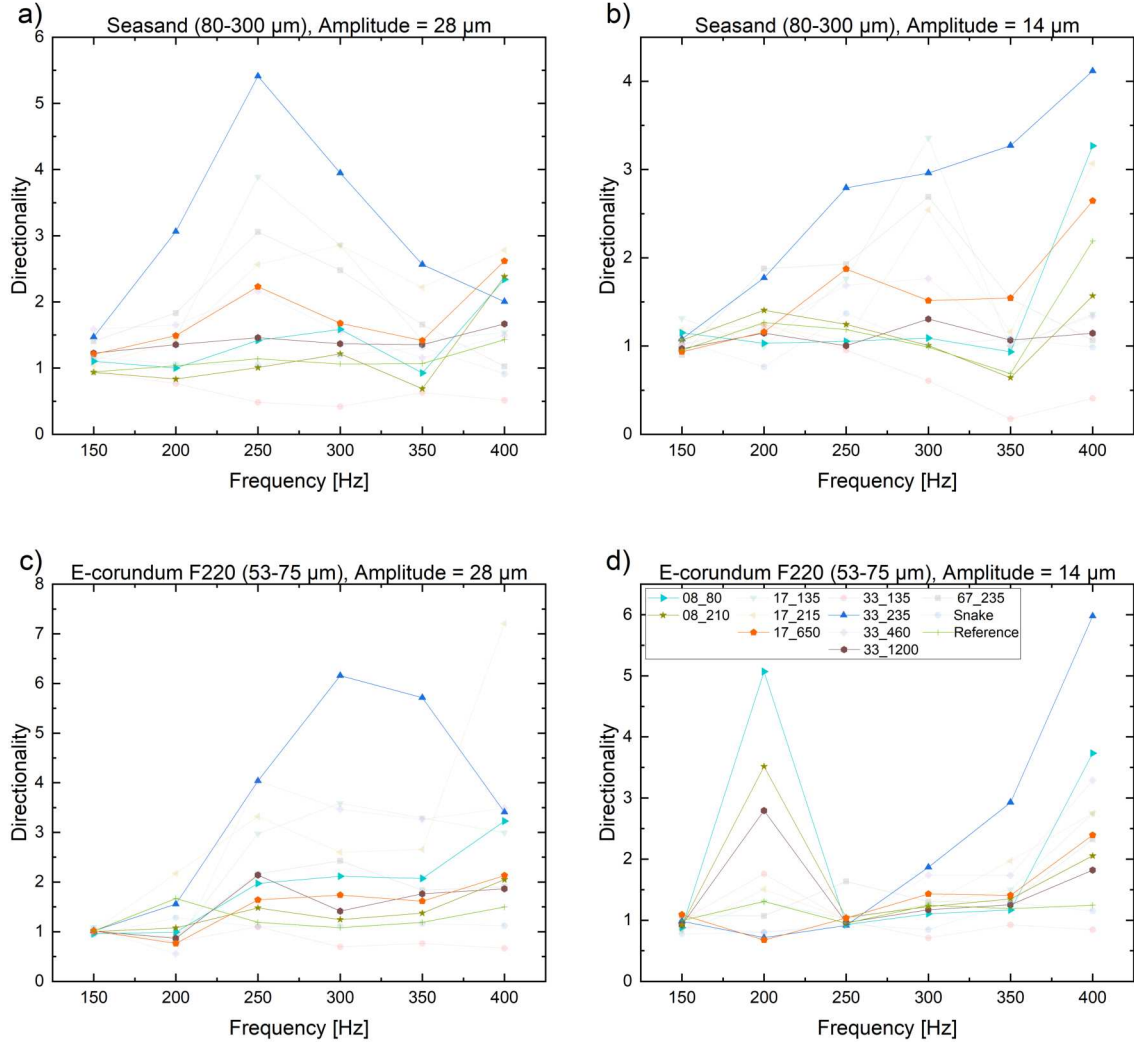 a)
Seasand (80-300 µm), Amplitude = 28 µm
6
5
4
3
2
1
0
Directionality
150 200 250 300 350 400
Frequency [Hz]
b)
Seasand (80-300 µm), Amplitude = 14 µm
4
3
2
1
0
Directionality
150 200 250 300 350 400
Frequency [Hz]
c)
E-corundum F220 (53-75 µm), Amplitude = 28 µm
8
7
6
5
4
3
2
1
0
Directionality
150 200 250 300 350 400
Frequency [Hz]
d)
E-corundum F220 (53-75 µm), Amplitude = 14 µm
08_80 17_135 33_135 67_235
08_210 17_215 33_235 Snake
17_650 33_460 Reference
33_1200
6
5
4
3
2
1
0
Directionality
150 200 250 300 350 400
Frequency [Hz]